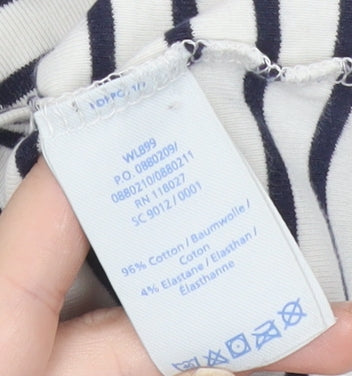 WL899
P.O. 0880209/
0880210/0880211
RN 116027
SC 9012 / 0001
96% Cotton / Baumwolle /
Coton
4% Elastane / Elasthan /
Élasthanne